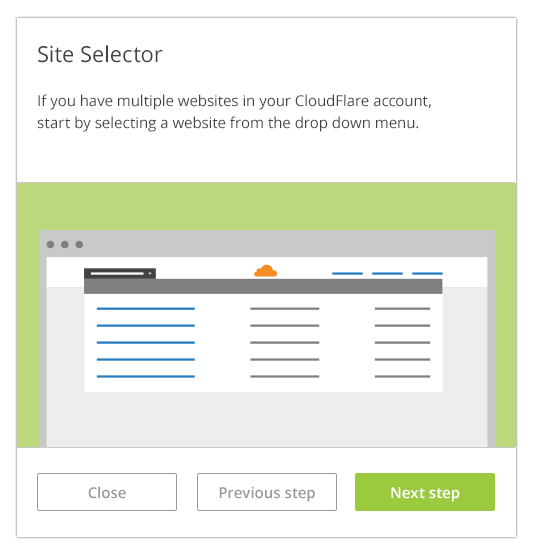 Site Selector
If you have multiple websites in your CloudFlare account,
start by selecting a website from the drop down menu.
Close
Previous step
Next step